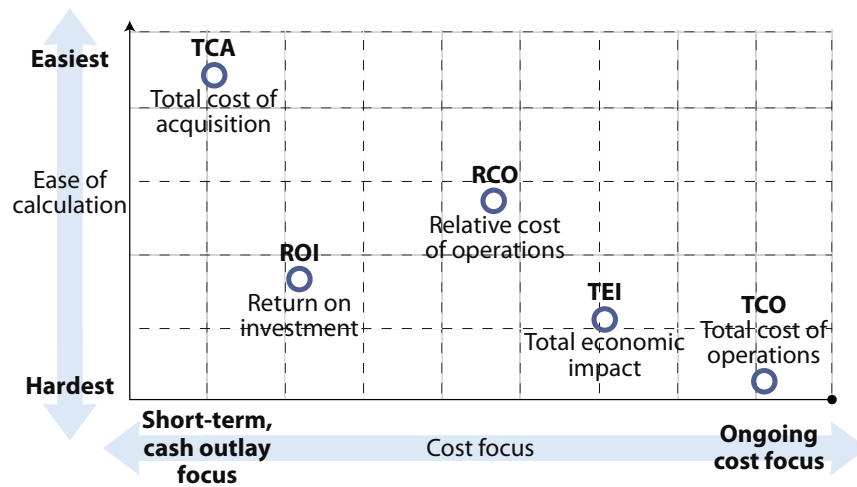 Easiest
TCA
Total cost of
acquisition
Ease of
calculation
RCO
Relative cost
of operations
ROI
Return on
investment
TEI
Total economic
impact
TCO
Total cost of
operations
Hardest
Short-term,
cash outlay
focus
Cost focus
Ongoing
cost focus